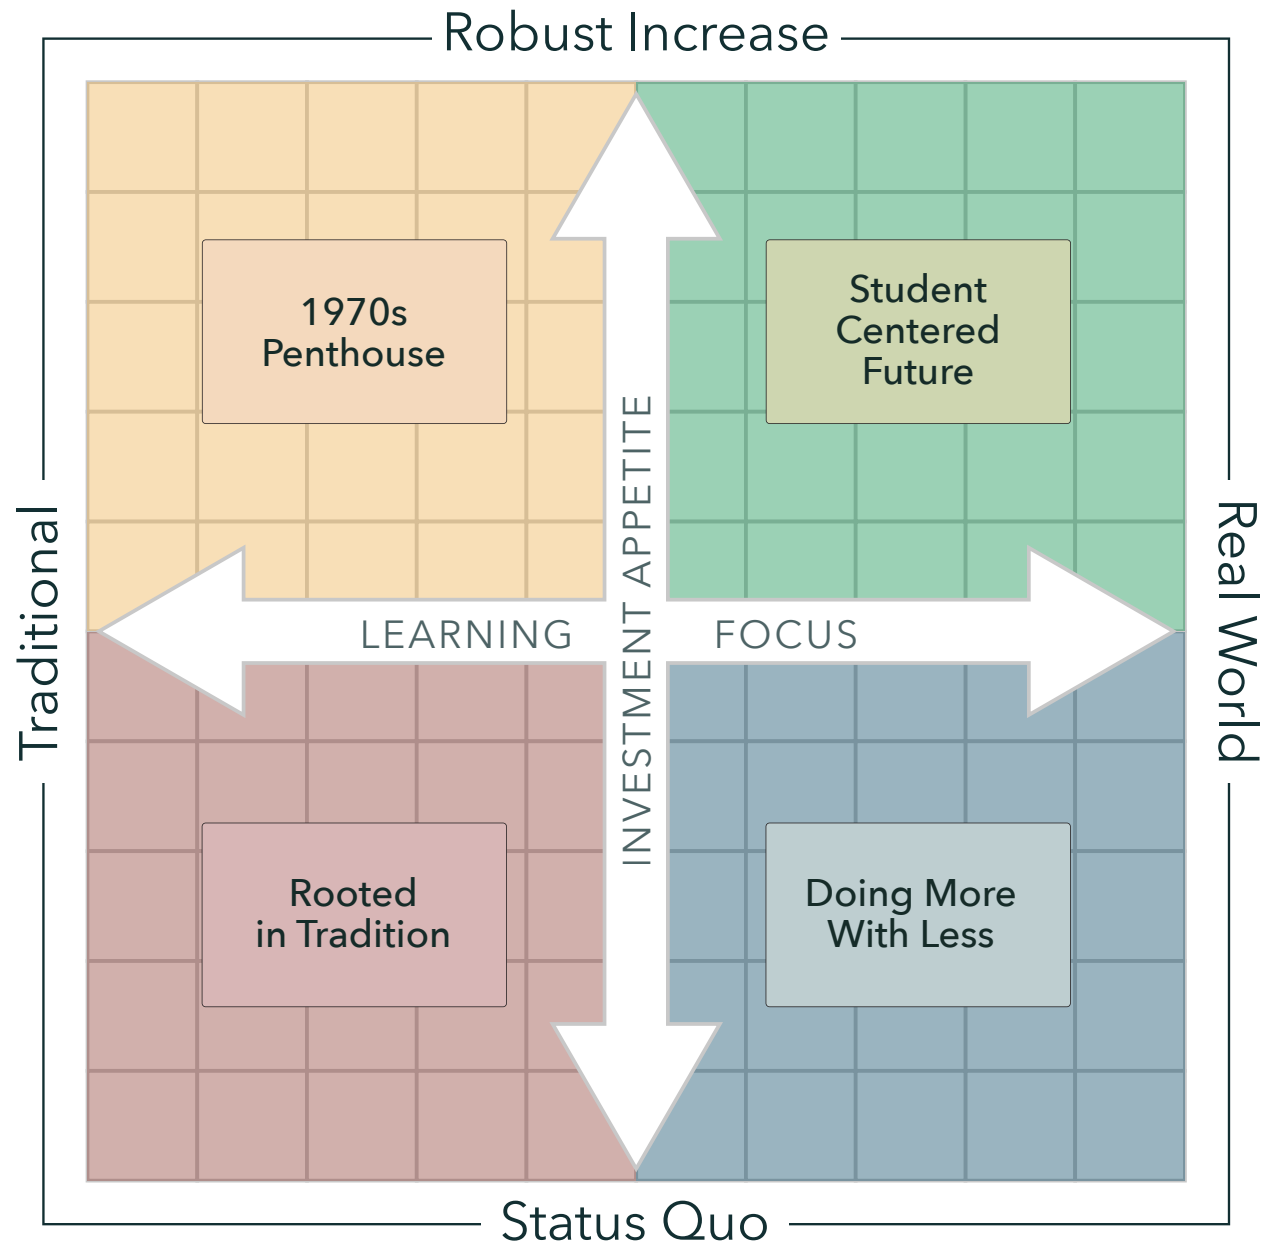 Robust Increase
1970s
Penthouse
Student
Centered
Future
Traditional
LEARNING FOCUS
INVESTMENT APPETITE
Real World
Rooted
in Tradition
Doing More
With Less
Status Quo